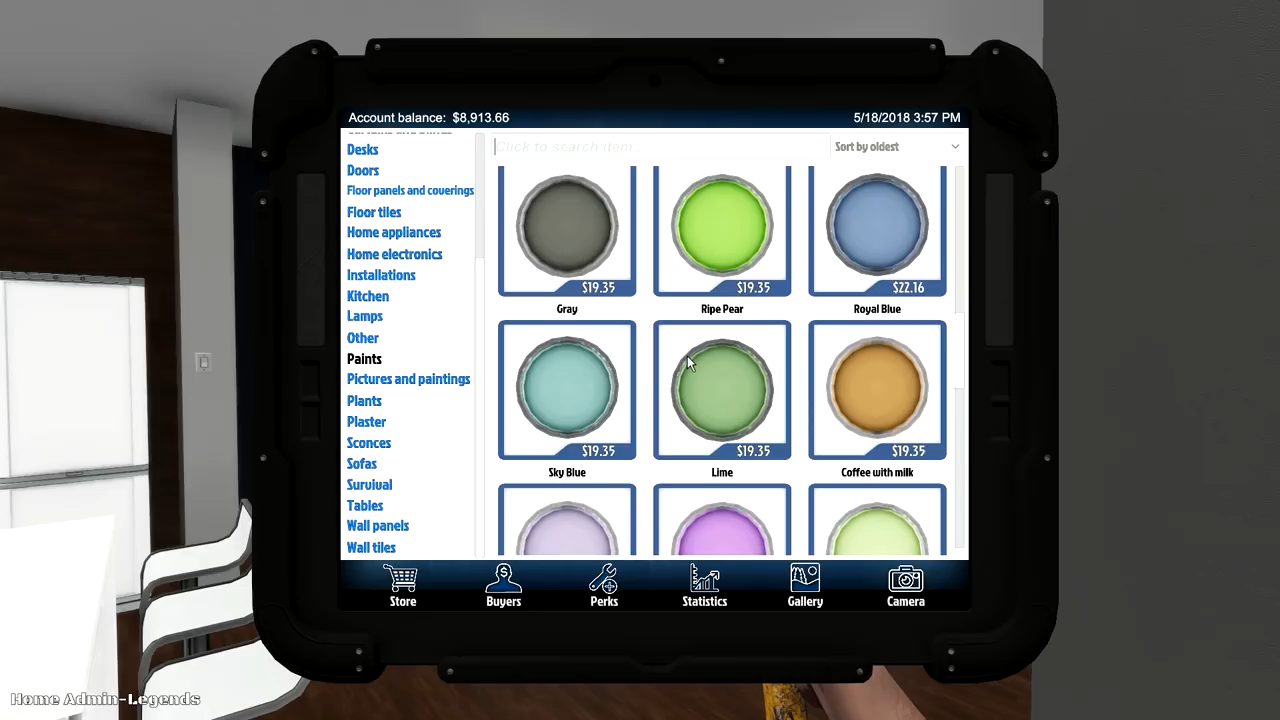 Account balance: $8,913.66
5/18/2018 3:57 PM
Click to search item...
Sort by oldest
Desks
Doors
Floor panels and coverings
Floor tiles
Home appliances
Home electronics
Installations
Kitchen
Lamps
Other
Paints
Pictures and paintings
Plants
Plaster
Sconces
Sofas
Survival
Tables
Wall panels
Wall tiles
$19.35
$19.35
$22.16
Gray
Ripe Pear
Royal Blue
$19.35
$19.35
$19.35
Sky Blue
Lime
Coffee with milk
Store
Buyers
Perks
Statistics
Gallery
Camera
Home Admin-Legends